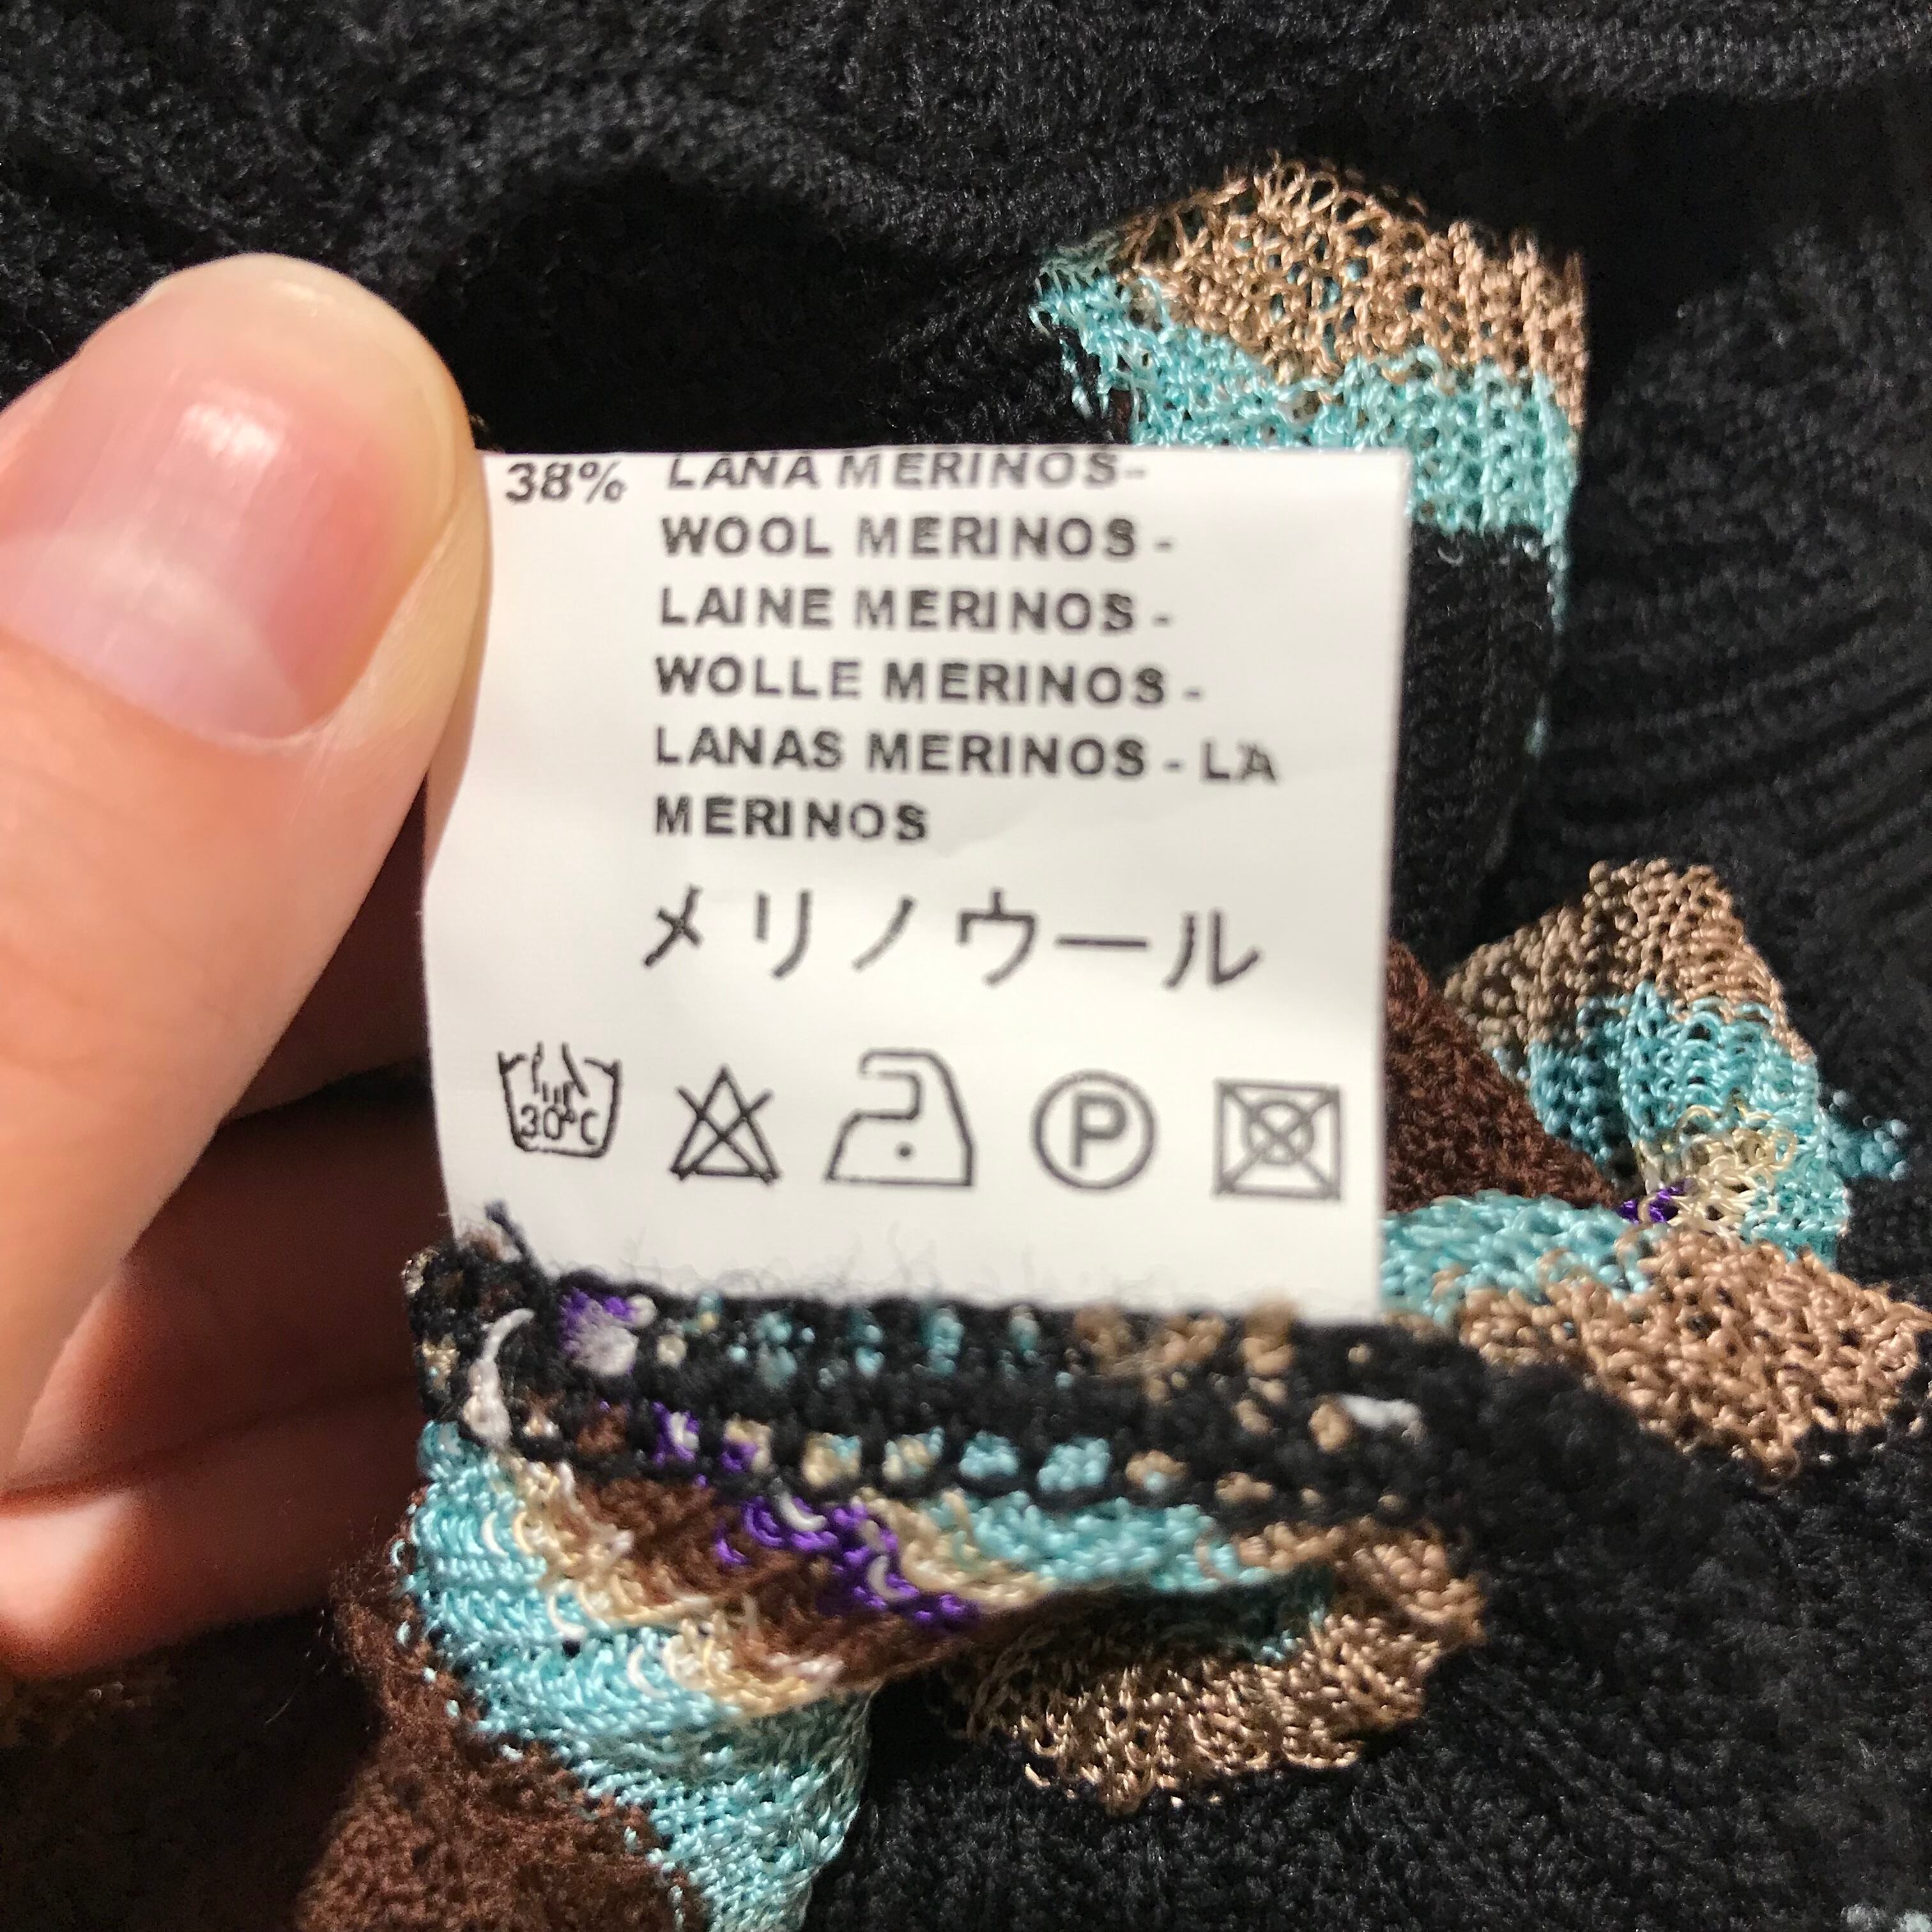 38% LANA MERINOS-
WOOL MERINOS -
LAINE MERINOS -
WOLLE MERINOS -
LANAS MERINOS - LA
MERINOS
メリノウール
30°C
P